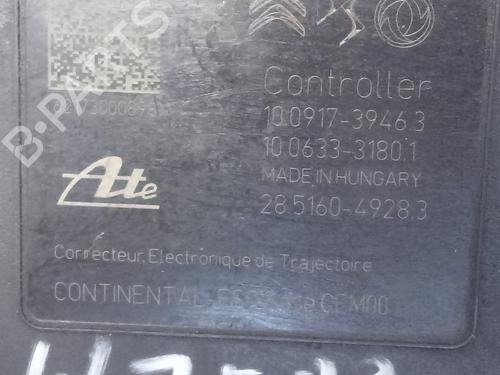 Controller
10.0917-3946.3
10.0633-3180.1
MADE IN HUNGARY
28.5160-4928.3
Ate
Correcteur Electronique de Trajectoire
CONTINENTAL
B-PARTS